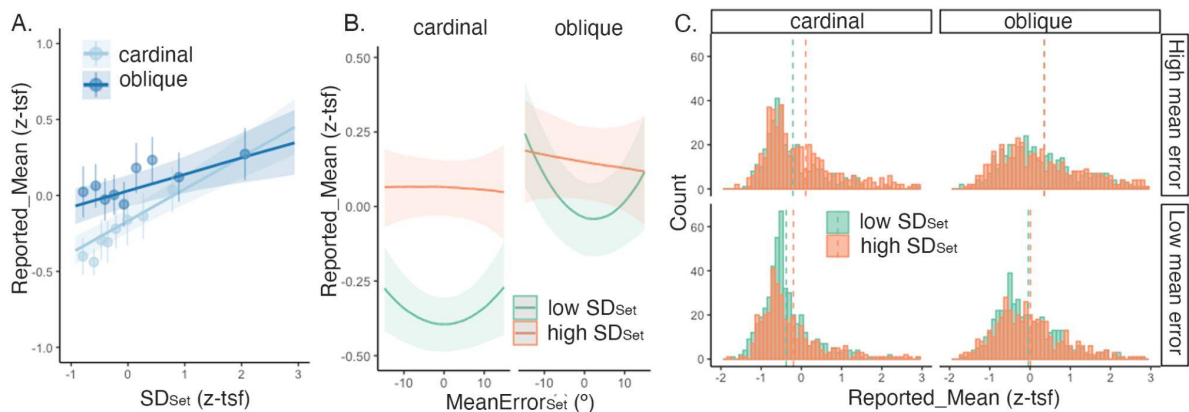 A.
1.0
0.5
0.0
-0.5
-1.0
Reported_Mean (z-tsf)
cardinal
oblique
-1 0 1 2 3
SDSet (z-tsf)
B.
cardinal oblique
0.50
0.25
0.00
-0.25
-0.50
Reported_Mean (z-tsf)
low SDSet
high SDSet
-10 0 10 -10 0 10
MeanErrorSet (º)
C.
cardinal oblique
High mean error
Low mean error
60
40
20
0
60
40
20
0
Count
low SDSet
high SDSet
-2 -1 0 1 2 3 -2 -1 0 1 2 3
Reported_Mean (z-tsf)